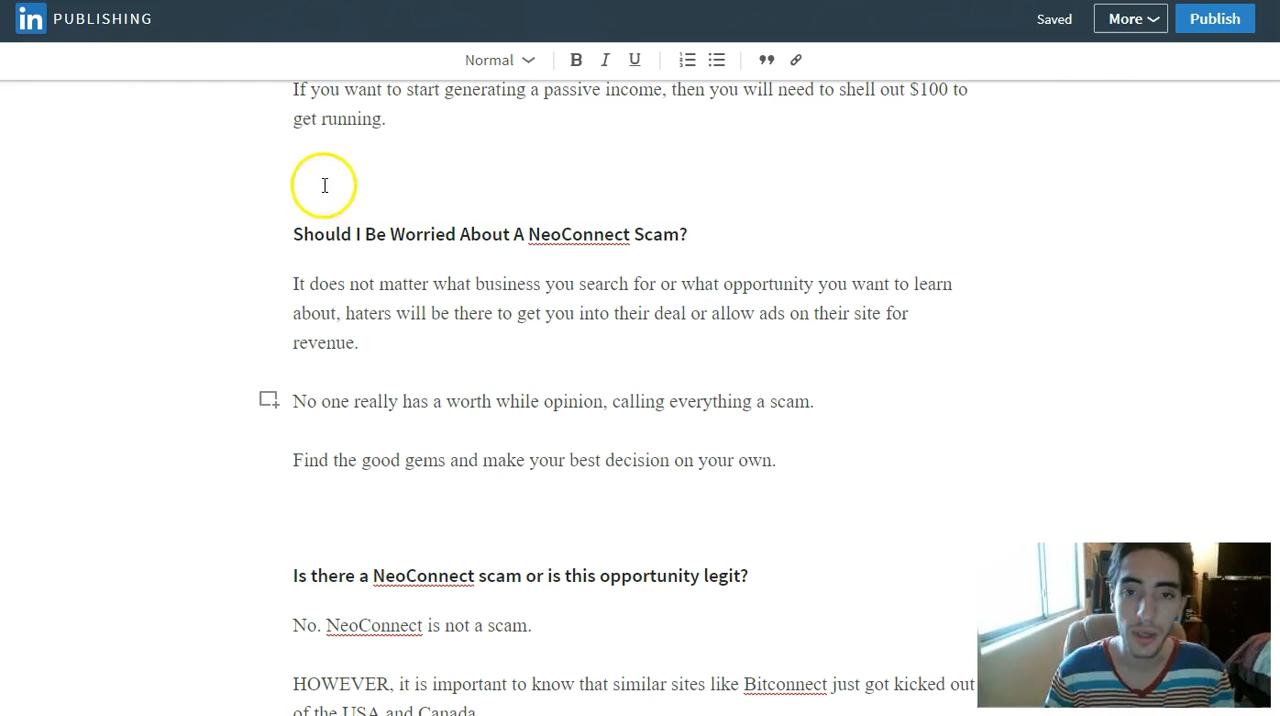 in PUBLISHING
Saved
More
Publish
Normal
B I U
If you want to start generating a passive income, then you will need to shell out $100 to
get running.
Should I Be Worried About A NeoConnect Scam?
It does not matter what business you search for or what opportunity you want to learn
about, haters will be there to get you into their deal or allow ads on their site for
revenue.
No one really has a worth while opinion, calling everything a scam.
Find the good gems and make your best decision on your own.
Is there a NeoConnect scam or is this opportunity legit?
No. NeoConnect is not a scam.
HOWEVER, it is important to know that similar sites like Bitconnect just got kicked out
of the USA and Canada